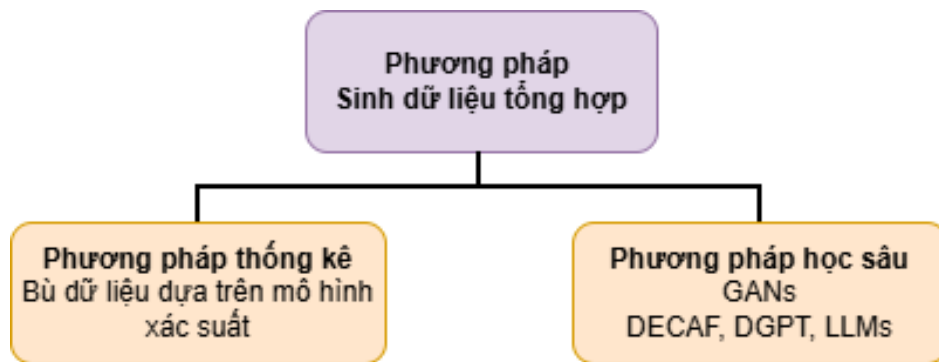 Phương pháp
Sinh dữ liệu tổng hợp
Phương pháp thống kê
Bù dữ liệu dựa trên mô hình
xác suất
Phương pháp học sâu
GANs
DECAF, DGPT, LLMs